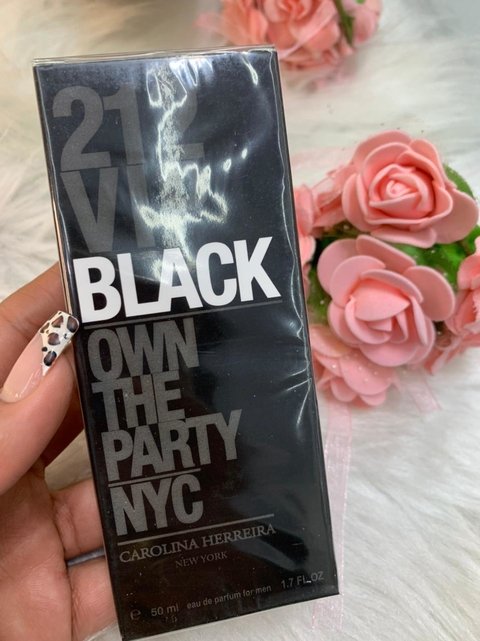 212
VIP
BLACK
OWN
THE
PARTY
NYC
CAROLINA HERREIRA
NEW YORK
e 50 ml eau de parfum for men 1.7 FL.OZ